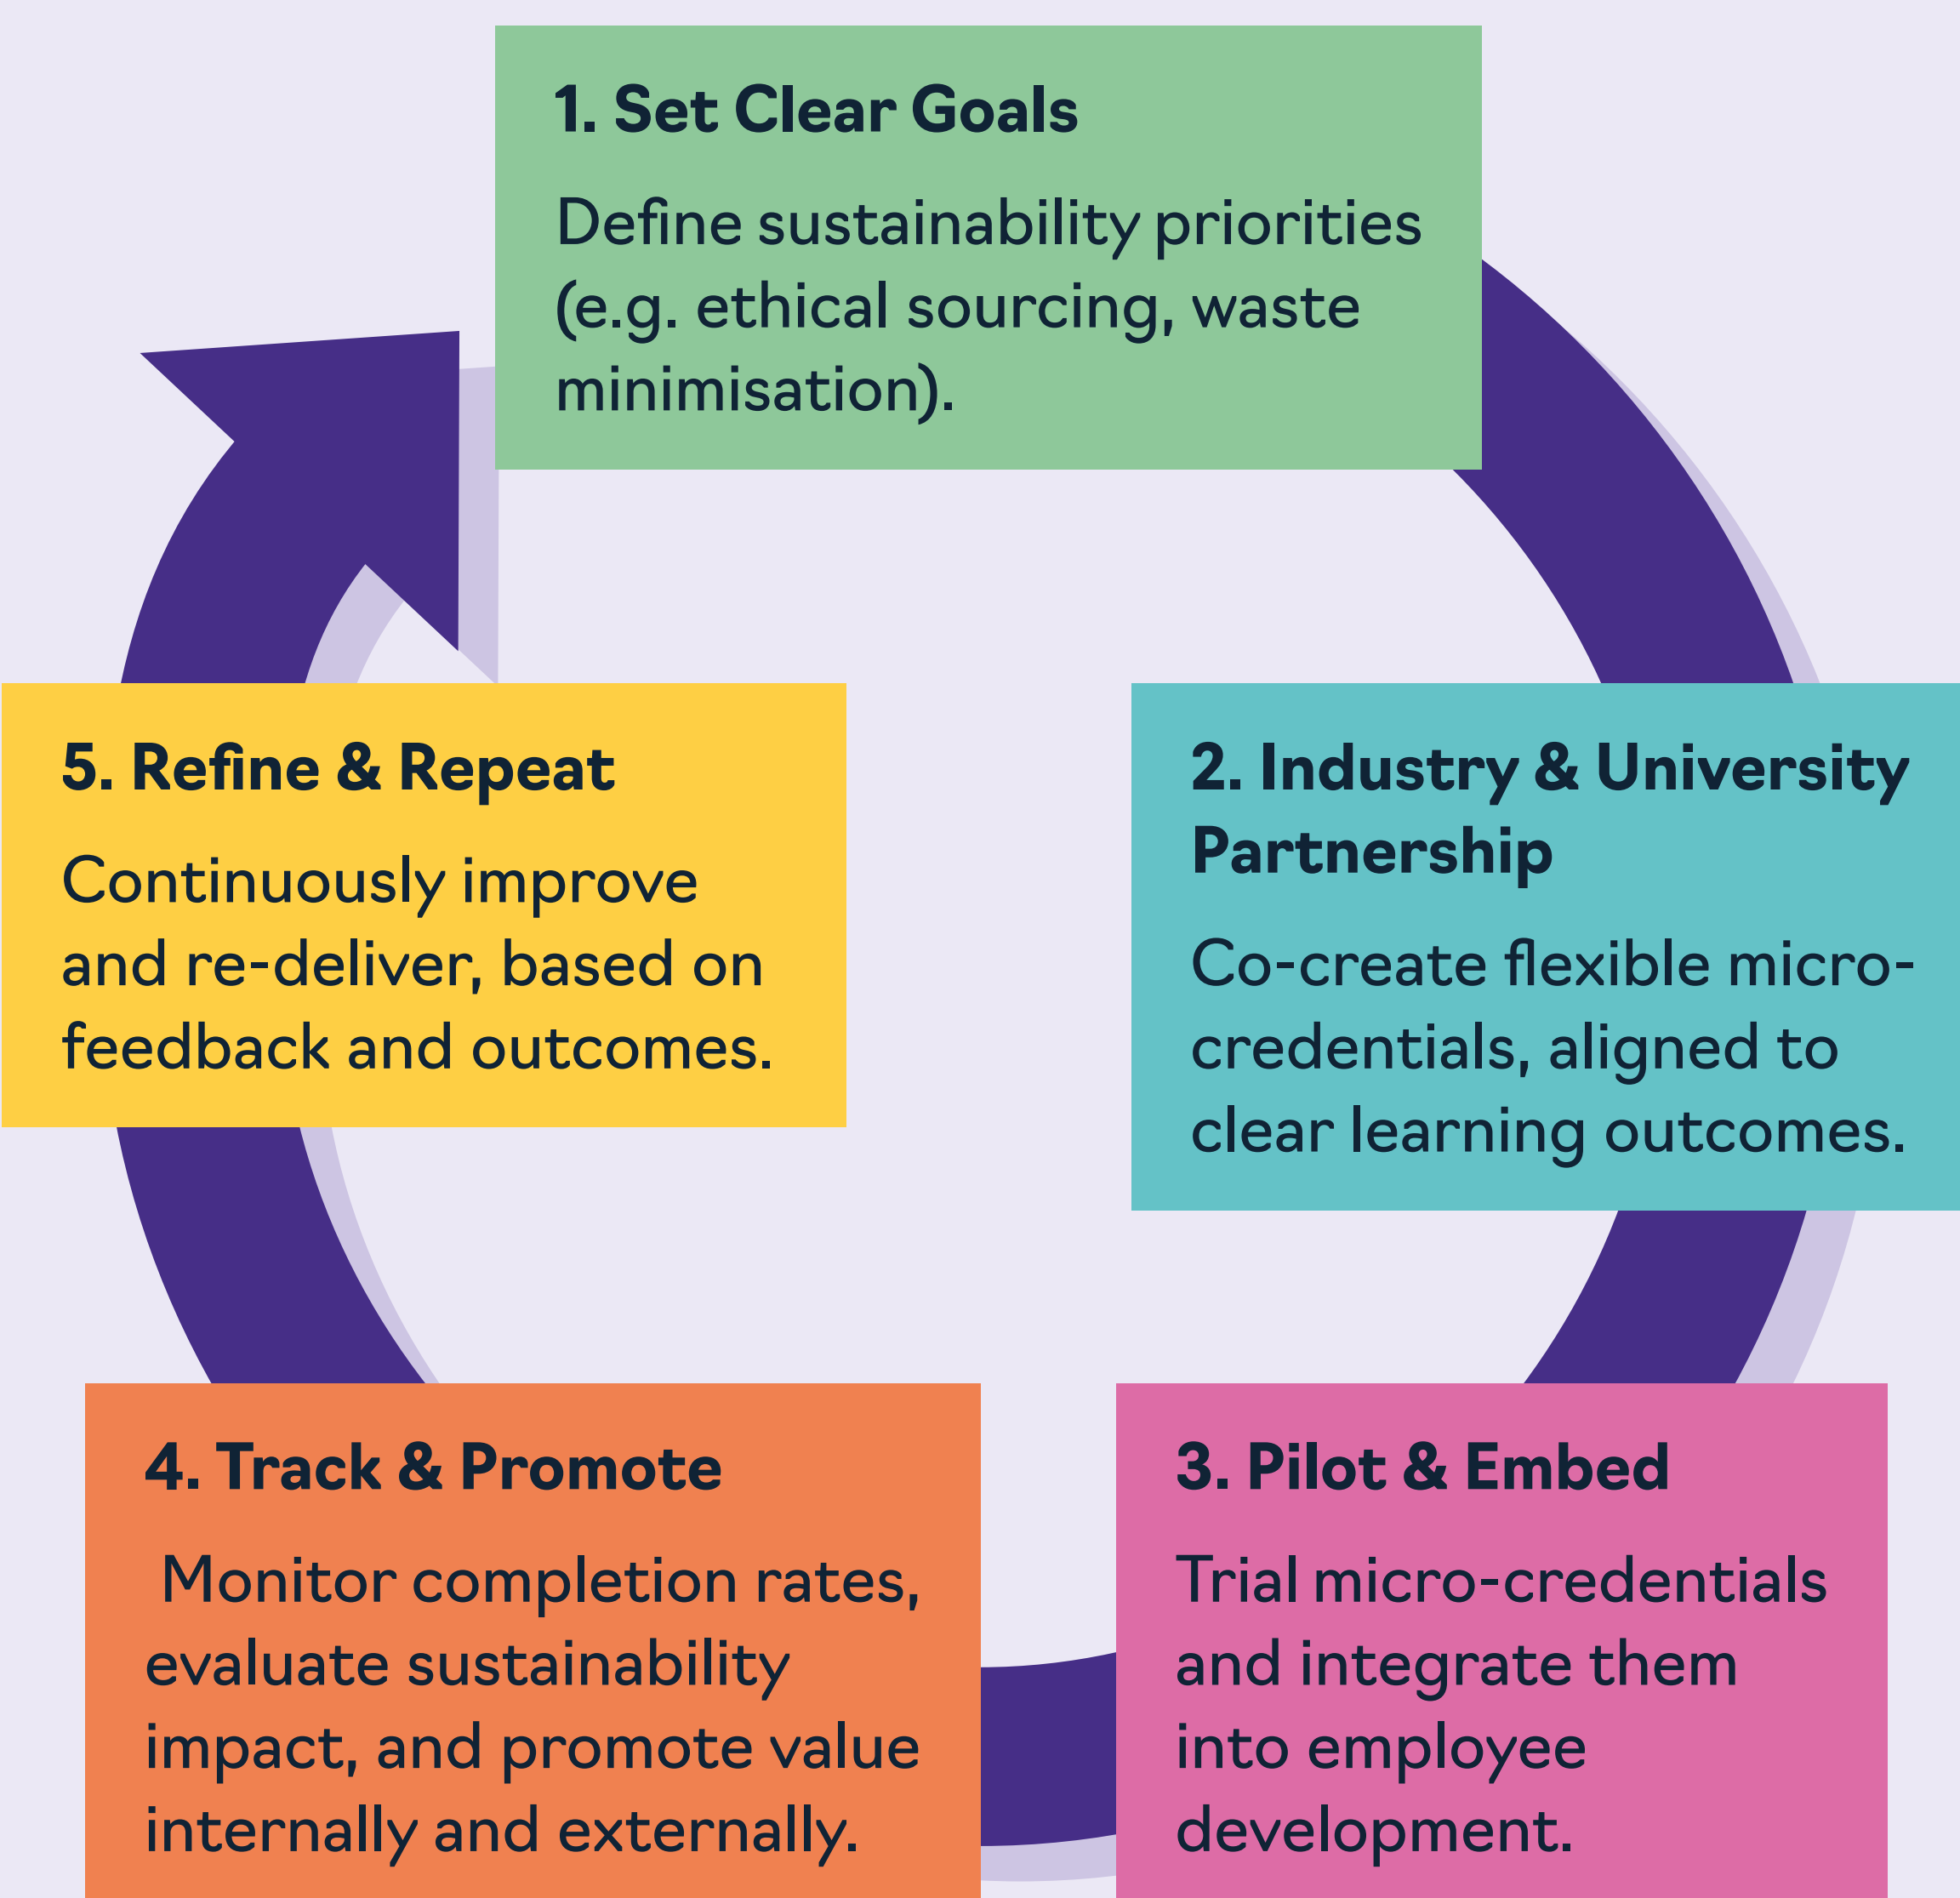 1. Set Clear Goals
Define sustainability priorities
(e.g. ethical sourcing, waste
minimisation).
2. Industry & University
Partnership
Co-create flexible micro-
credentials, aligned to
clear learning outcomes.
3. Pilot & Embed
Trial micro-credentials
and integrate them
into employee
development.
4. Track & Promote
Monitor completion rates,
evaluate sustainability
impact, and promote value
internally and externally.
5. Refine & Repeat
Continuously improve
and re-deliver, based on
feedback and outcomes.